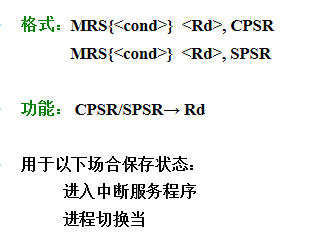 格式：MRS{<cond>} <Rd>, CPSR
MRS{<cond>} <Rd>, SPSR
功能： CPSR/SPSR→ Rd
用于以下场合保存状态：
进入中断服务程序
进程切换当